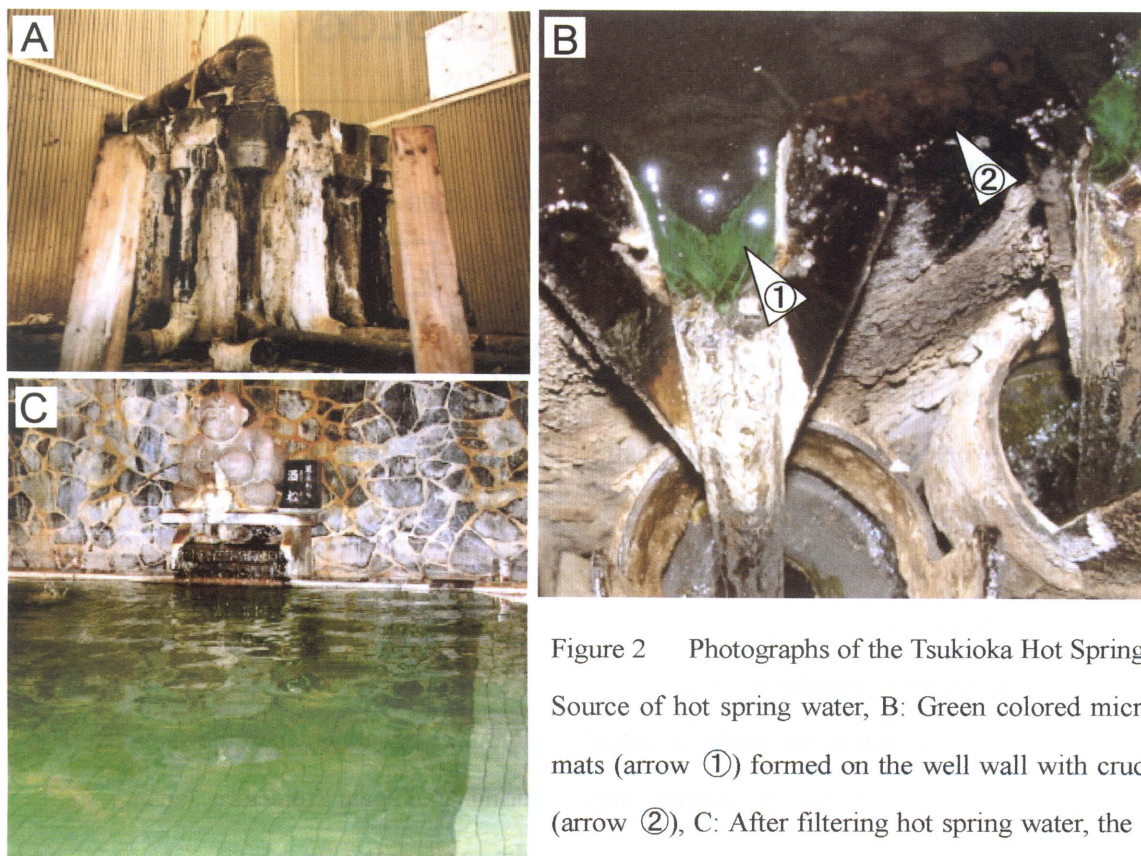 A
B
①
②
C
Figure 2 Photographs of the Tsukioka Hot Spring
Source of hot spring water, B: Green colored micr
mats (arrow ①) formed on the well wall with cruc
(arrow ②), C: After filtering hot spring water, the